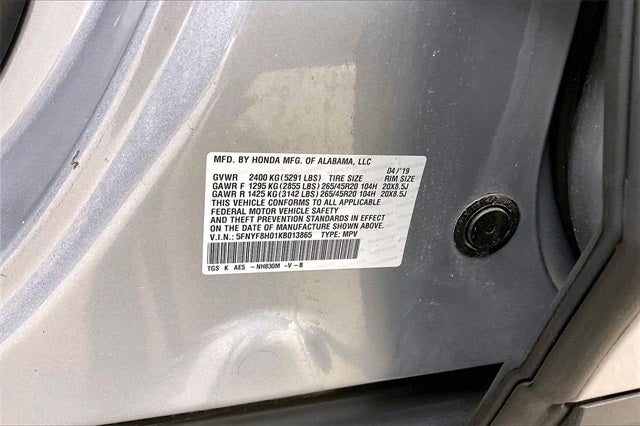 MFD. BY HONDA MFG. OF ALABAMA, LLC
04/'19
GVWR 2400 KG (5291 LBS) TIRE SIZE RIM SIZE
GAWR F 1295 KG (2855 LBS) 265/45R20 104H 20X8.5J
GAWR R 1425 KG (3142 LBS) 265/45R20 104H 20X8.5J
THIS VEHICLE CONFORMS TO ALL APPLICABLE
FEDERAL MOTOR VEHICLE SAFETY
AND THEFT PREVENTION STANDARDS IN EFFECT
ON THE DATE OF MANUFACTURE SHOWN ABOVE.
V.I.N.: 5FNYF8H01KB013865 TYPE: MPV
TGS K AE5 -NH830M -V - B